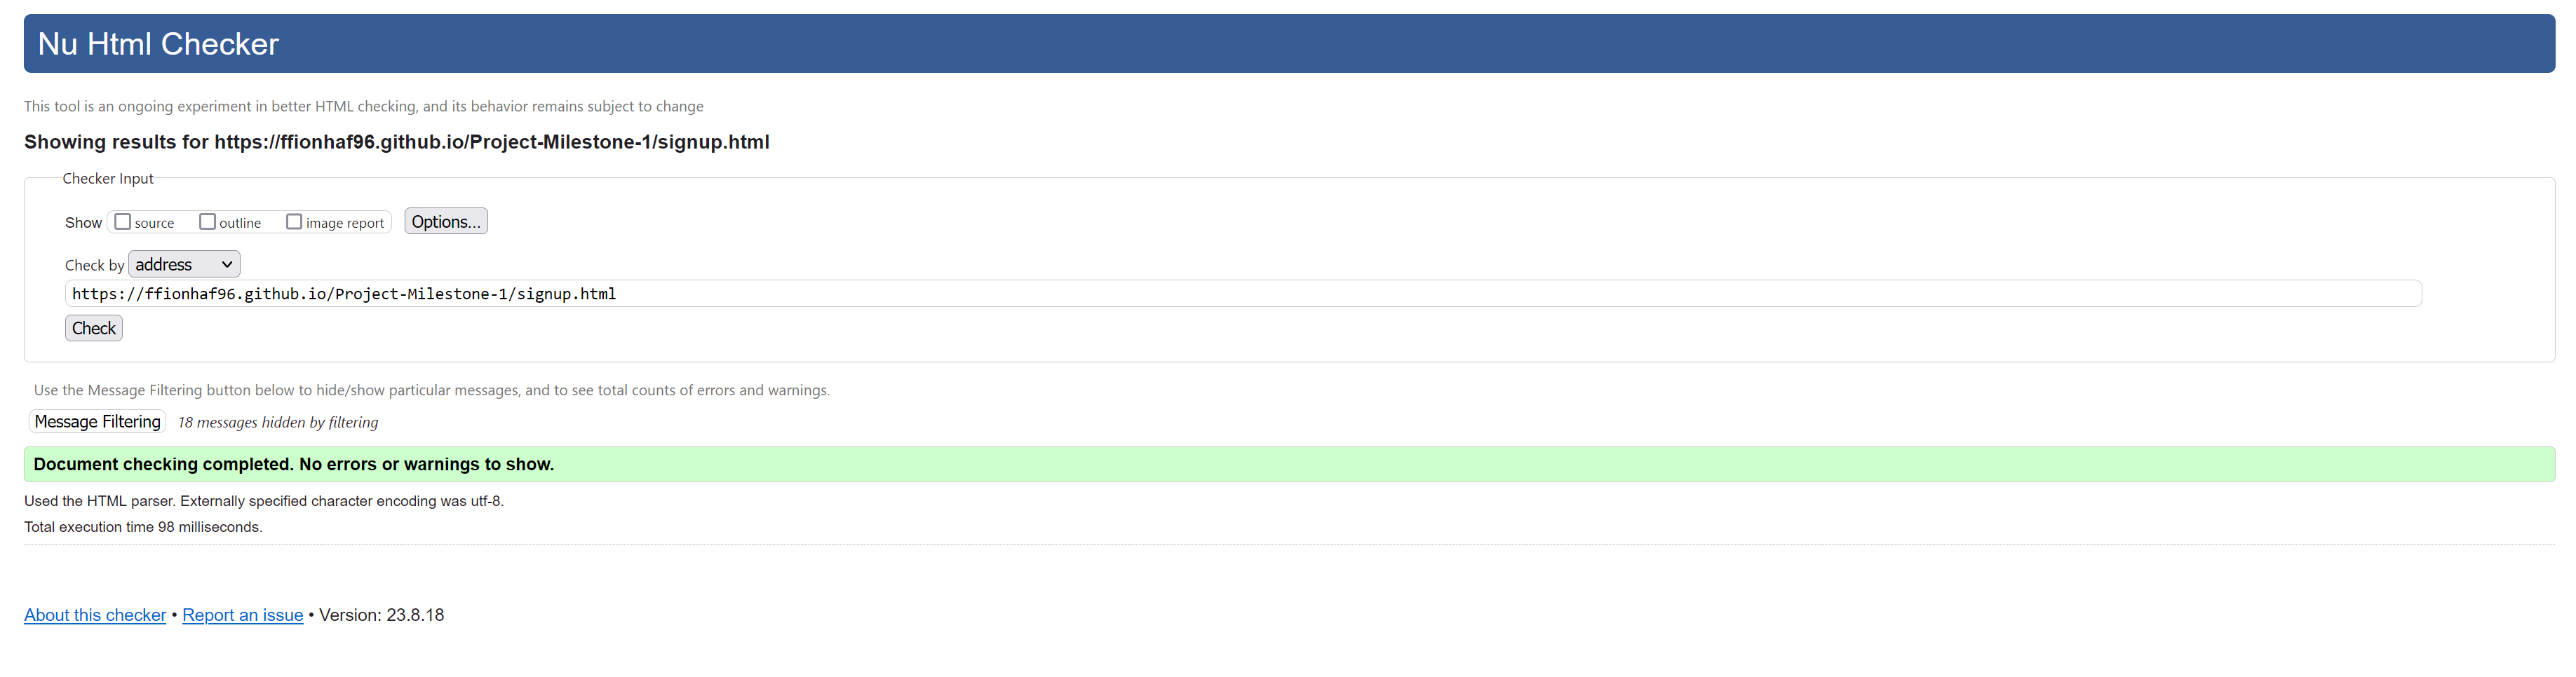 Nu Html Checker
This tool is an ongoing experiment in better HTML checking, and its behavior remains subject to change
Showing results for https://ffionhaf96.github.io/Project-Milestone-1/signup.html
Checker Input
Show source outline image report Options...
Check by address
https://ffionhaf96.github.io/Project-Milestone-1/signup.html
Check
Use the Message Filtering button below to hide/show particular messages, and to see total counts of errors and warnings.
Message Filtering 18 messages hidden by filtering
Document checking completed. No errors or warnings to show.
Used the HTML parser. Externally specified character encoding was utf-8.
Total execution time 98 milliseconds.
About this checker • Report an issue • Version: 23.8.18